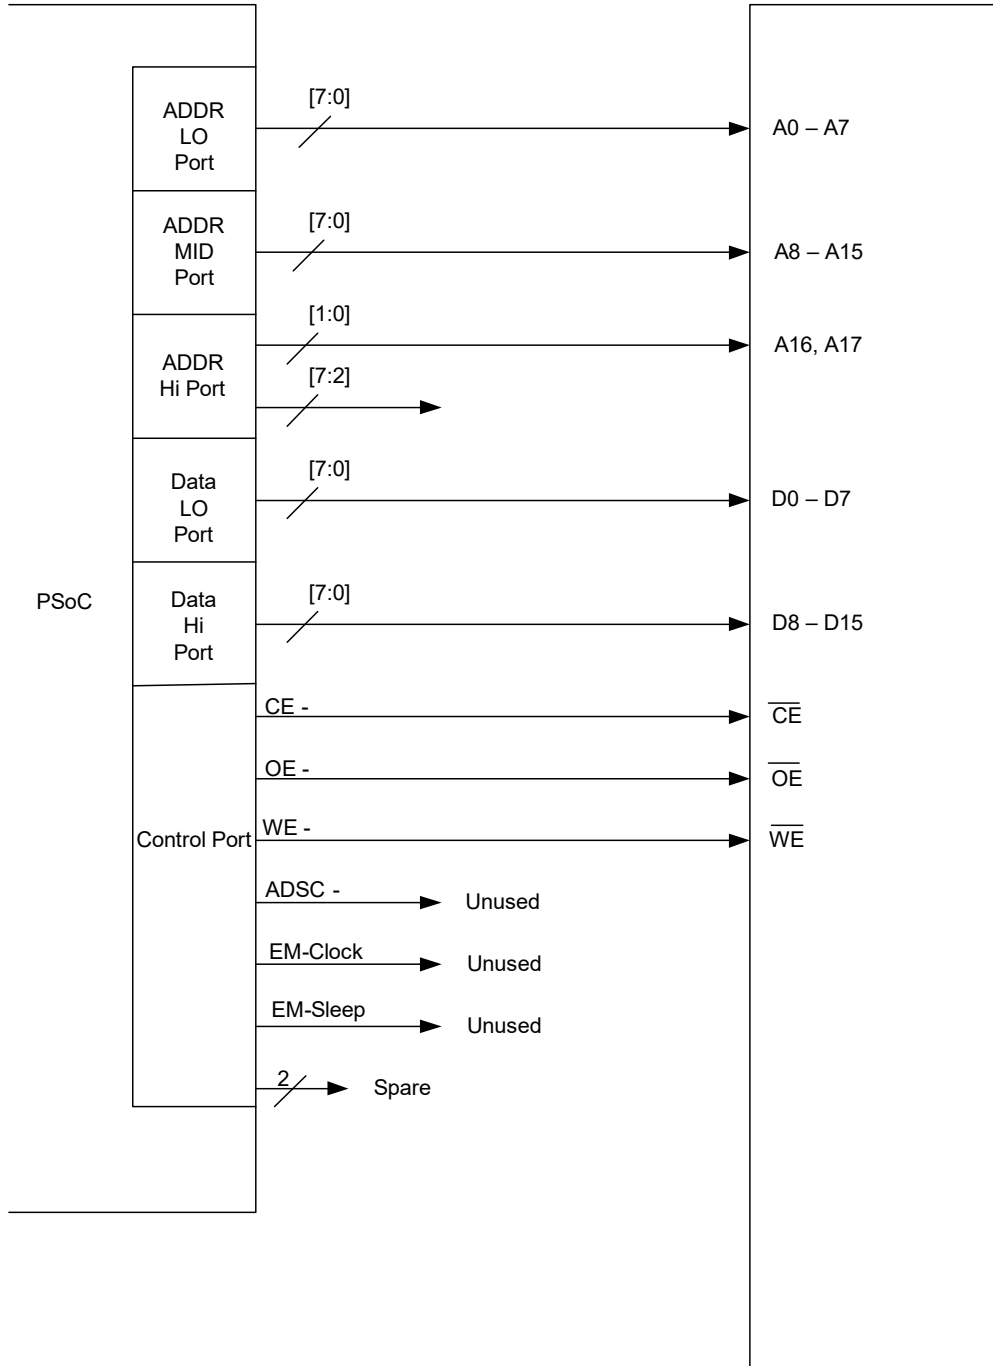 [7:0]
ADDR
LO
Port
A0 – A7
[7:0]
ADDR
MID
Port
A8 – A15
[1:0]
A16, A17
ADDR
Hi Port
[7:2]
[7:0]
Data
LO
Port
D0 – D7
PSoC
[7:0]
Data
Hi
Port
D8 – D15
CE -
CE
OE -
OE
Control Port
WE -
WE
ADSC -
Unused
EM-Clock
Unused
EM-Sleep
Unused
2
Spare